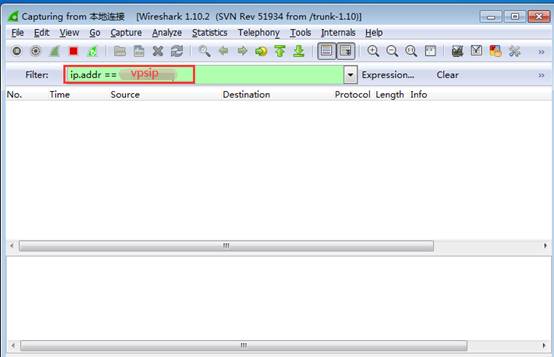 Capturing from 本地连接 [Wireshark 1.10.2 (SVN Rev 51934 from /trunk-1.10)]
File Edit View Go Capture Analyze Statistics Telephony Tools Internals Help
Filter: ip.addr == vpsip Expression... Clear
No. Time Source Destination Protocol Length Info